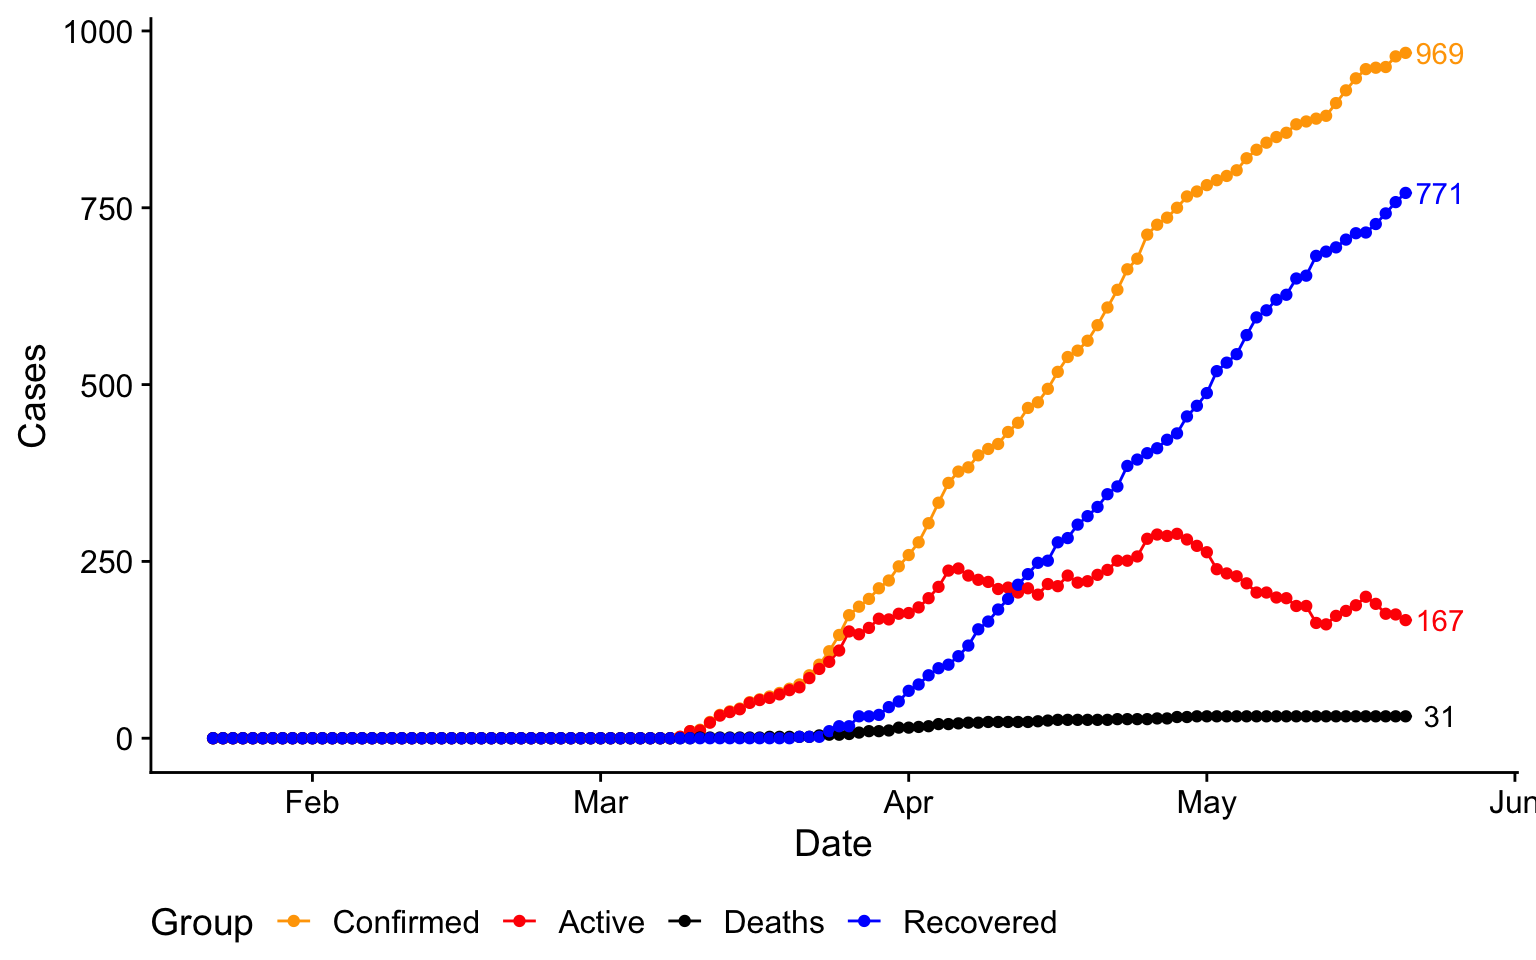 1000
969
771
750
Cases
500
250
167
31
0
Feb Mar Apr May Jun
Date
Group Confirmed Active Deaths Recovered